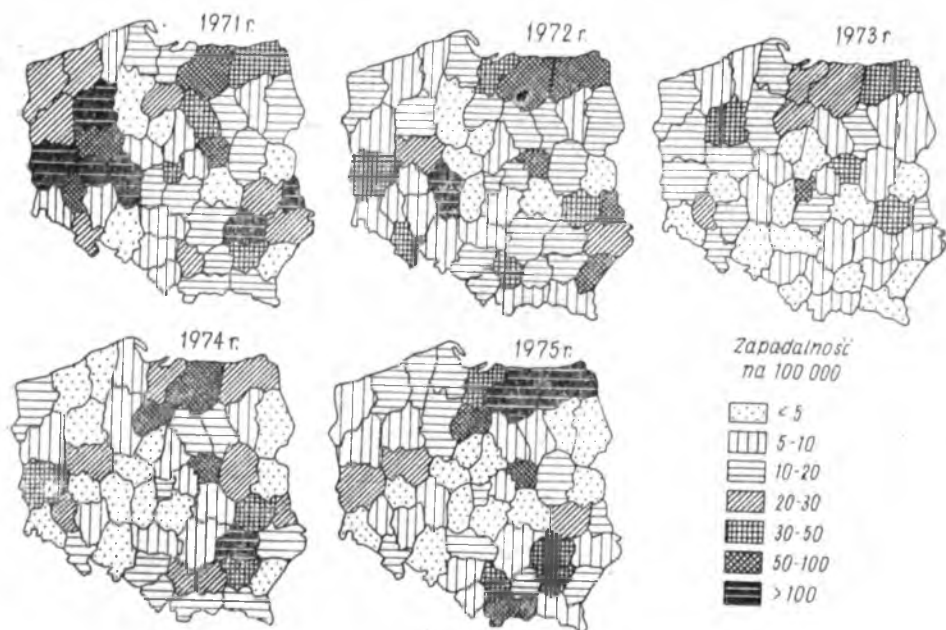 1971 r.
1972 r.
1973 r.
1974 r.
1975 r.
Zapadalność
na 100 000
< 5
5-10
10-20
20-30
30-50
50-100
>100